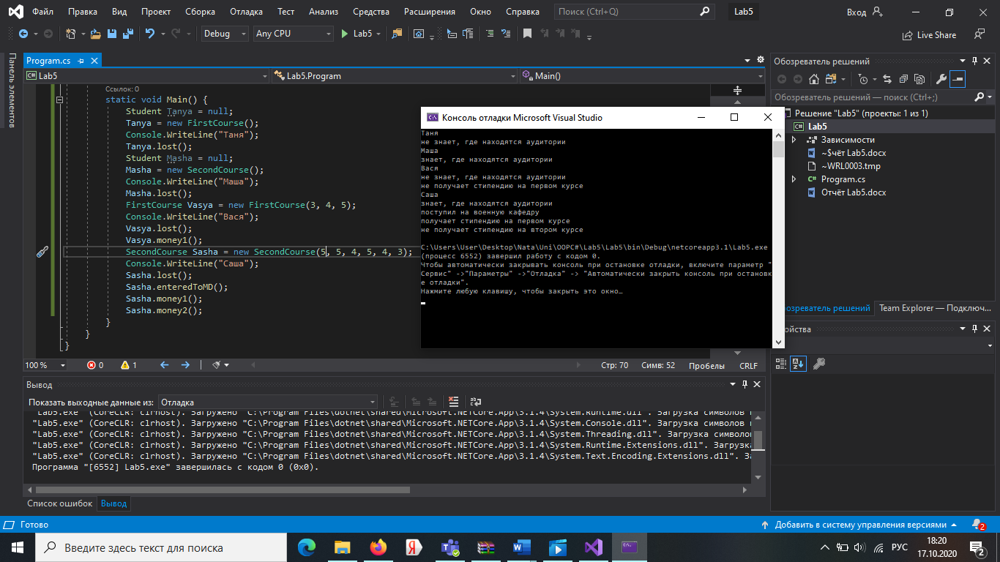 Файл Правка Вид Проект Сборка Отладка Тест Анализ Средства Расширения Окно Справка Поиск (Ctrl+Q) Lab5 Вход
Debug Any CPU Lab5 Live Share
Панель элементов
Program.cs
Lab5 Lab5.Program Main()
Ссылок: 0
static void Main() {
Student Tanya = null;
Tanya = new FirstCourse();
Console.WriteLine("Таня");
Tanya.lost();
Student Masha = null;
Masha = new SecondCourse();
Console.WriteLine("Маша");
Masha.lost();
FirstCourse Vasya = new FirstCourse(3, 4, 5);
Console.WriteLine("Вася");
Vasya.lost();
Vasya.money1();
SecondCourse Sasha = new SecondCourse(5, 5, 4, 5, 4, 3);
Console.WriteLine("Саша");
Sasha.lost();
Sasha.enteredToMD();
Sasha.money1();
Sasha.money2();
}
}
}
100 % 0 1 Стр: 70 Симв: 52 Пробелы CRLF
Консоль отладки Microsoft Visual Studio
Таня
не знает, где находятся аудитории
Маша
знает, где находятся аудитории
Вася
не знает, где находятся аудитории
не получает стипендию на первом курсе
Саша
знает, где находятся аудитории
поступил на военную кафедру
получает стипендию на первом курсе
не получает стипендию на втором курсе
C:\Users\User\Desktop\Nata\Uni\OOPC#\Lab5\Lab5\bin\Debug\netcoreapp3.1\Lab5.exe
(процесс 6552) завершил работу с кодом 0.
Чтобы автоматически закрывать консоль при остановке отладки, включите параметр "
Сервис" ->"Параметры" ->"Отладка" -> "Автоматически закрыть консоль при остановк
е отладки".
Нажмите любую клавишу, чтобы закрыть это окно…
Обозреватель решений
Обозреватель решений — поиск (Ctrl+;)
Решение "Lab5" (проекты: 1 из 1)
Lab5
Зависимости
~$чёт Lab5.docx
~WRL0003.tmp
Program.cs
Отчёт Lab5.docx
озреватель решений Team Explorer — Подключ...
ойства
Вывод
Показать выходные данные из: Отладка
"Lab5.exe" (CoreCLR: clrhost). Загружено "C:\Program Files\dotnet\shared\Microsoft.NETCore.App\3.1.4\System.Runtime.dll". Загрузка символов п
"Lab5.exe" (CoreCLR: clrhost). Загружено "C:\Program Files\dotnet\shared\Microsoft.NETCore.App\3.1.4\System.Console.dll". Загрузка символов п
"Lab5.exe" (CoreCLR: clrhost). Загружено "C:\Program Files\dotnet\shared\Microsoft.NETCore.App\3.1.4\System.Threading.dll". Загрузка символов
"Lab5.exe" (CoreCLR: clrhost). Загружено "C:\Program Files\dotnet\shared\Microsoft.NETCore.App\3.1.4\System.Runtime.Extensions.dll". Загрузка
"Lab5.exe" (CoreCLR: clrhost). Загружено "C:\Program Files\dotnet\shared\Microsoft.NETCore.App\3.1.4\System.Text.Encoding.Extensions.dll". За
Программа "[6552] Lab5.exe" завершилась с кодом 0 (0x0).
Список ошибок Вывод
Готово Добавить в систему управления версиями 2
Введите здесь текст для поиска РУС 18:20
17.10.2020 2